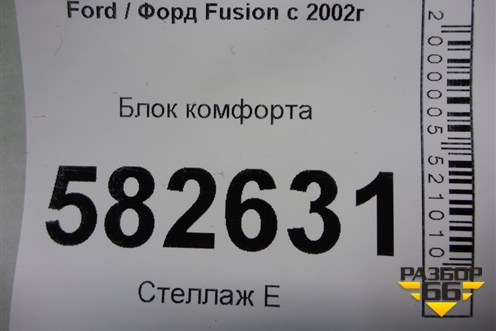 Ford / Форд Fusion с 2002г
Блок комфорта
582631
Стеллаж Е
2000005521010
РАЗБОР
66